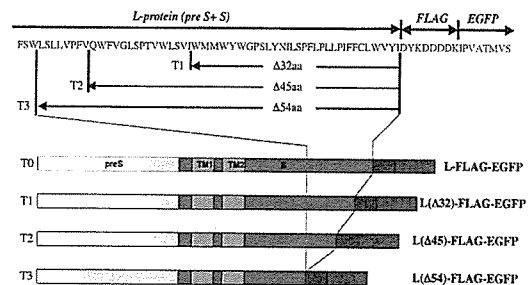 L-protein (pre S+ S) FLAG EGFP
FSWLSLLVPFVQWFVGLSPTVWLSVIWMMWYWGPSLYNILSPFLPLLPIFFCLWVYIDYKDDDDKIPVATMVS
T1 Δ32aa
T2 Δ45aa
T3 Δ54aa
T0 preS TM1 TM2 S L-FLAG-EGFP
T1 L(Δ32)-FLAG-EGFP
T2 L(Δ45)-FLAG-EGFP
T3 L(Δ54)-FLAG-EGFP